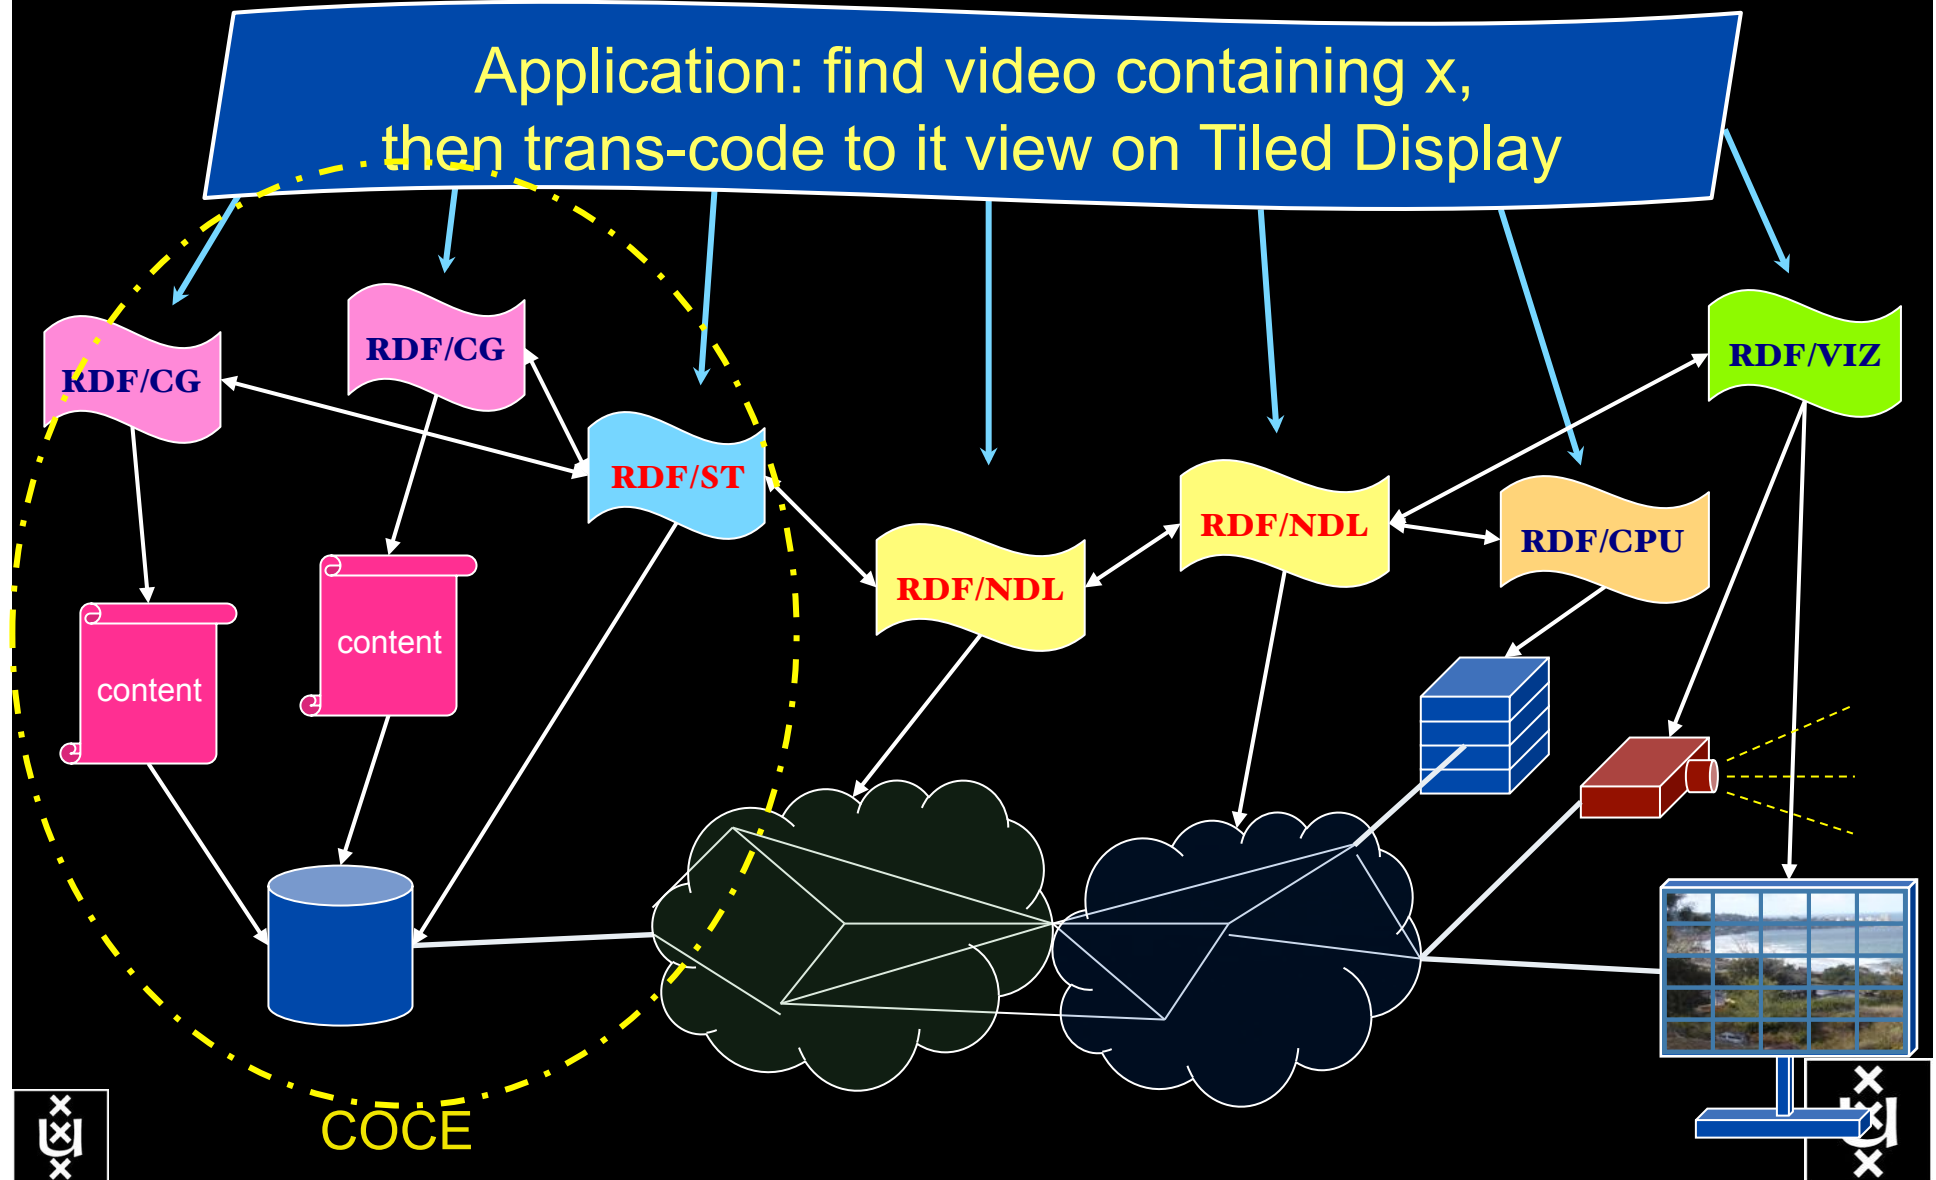 Application: find video containing x,
then trans-code to it view on Tiled Display
RDF/CG
RDF/CG
RDF/VIZ
RDF/ST
RDF/NDL
RDF/CPU
RDF/NDL
content
content
COCE